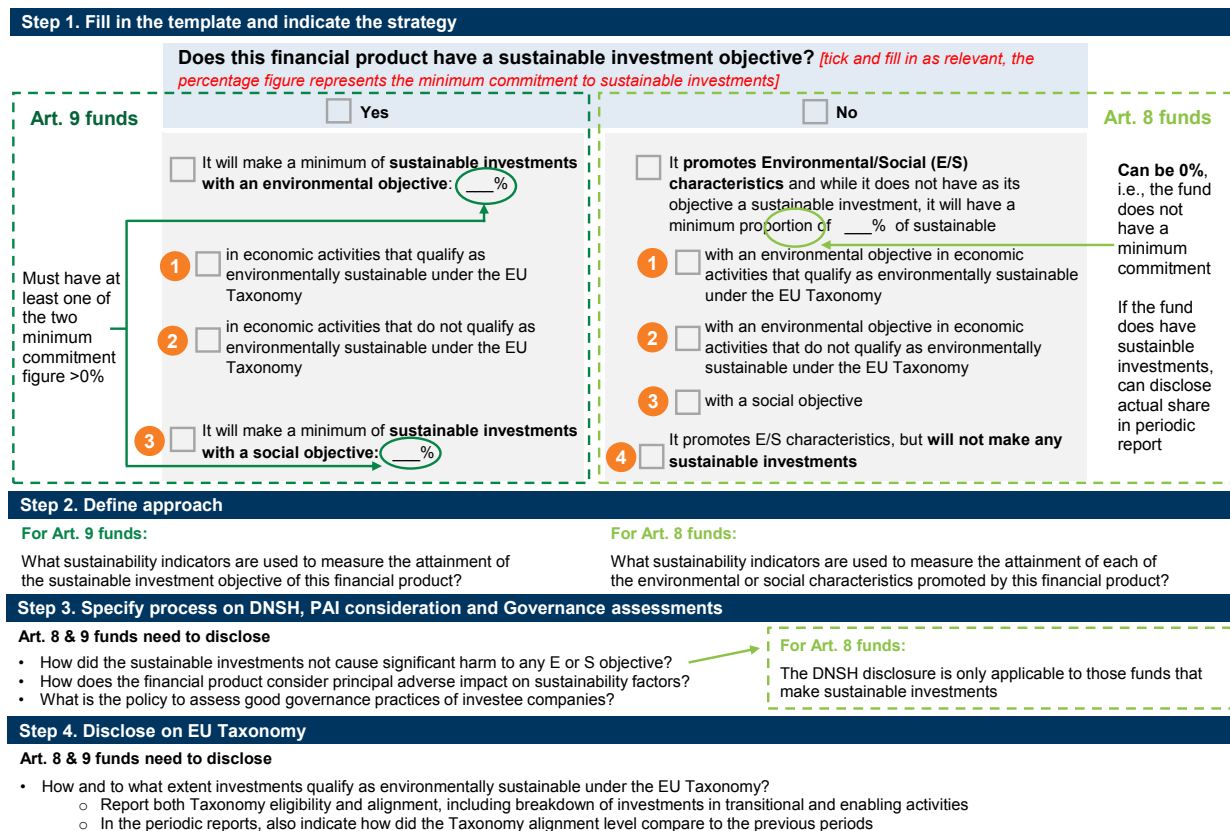 Step 1. Fill in the template and indicate the strategy
Does this financial product have a sustainable investment objective? [tick and fill in as relevant, the
percentage figure represents the minimum commitment to sustainable investments]
Art. 9 funds
Yes
No
Art. 8 funds
It will make a minimum of sustainable investments
with an environmental objective: ___%
1
in economic activities that qualify as
environmentally sustainable under the EU
Taxonomy
2
in economic activities that do not qualify as
environmentally sustainable under the EU
Taxonomy
3
It will make a minimum of sustainable investments
with a social objective: ___%
Must have at
least one of
the two
minimum
commitment
figure >0%
It promotes Environmental/Social (E/S)
characteristics and while it does not have as its
objective a sustainable investment, it will have a
minimum proportion of ___% of sustainable
1
with an environmental objective in economic
activities that qualify as environmentally sustainable
under the EU Taxonomy
2
with an environmental objective in economic
activities that do not qualify as environmentally
sustainable under the EU Taxonomy
3
with a social objective
4
It promotes E/S characteristics, but will not make any
sustainable investments
Can be 0%,
i.e., the fund
does not
have a
minimum
commitment
If the fund
does have
sustainble
investments,
can disclose
actual share
in periodic
report
Step 2. Define approach
For Art. 9 funds:
What sustainability indicators are used to measure the attainment of
the sustainable investment objective of this financial product?
For Art. 8 funds:
What sustainability indicators are used to measure the attainment of each of
the environmental or social characteristics promoted by this financial product?
Step 3. Specify process on DNSH, PAI consideration and Governance assessments
Art. 8 & 9 funds need to disclose
• How did the sustainable investments not cause significant harm to any E or S objective?
• How does the financial product consider principal adverse impact on sustainability factors?
• What is the policy to assess good governance practices of investee companies?
For Art. 8 funds:
The DNSH disclosure is only applicable to those funds that
make sustainable investments
Step 4. Disclose on EU Taxonomy
Art. 8 & 9 funds need to disclose
• How and to what extent investments qualify as environmentally sustainable under the EU Taxonomy?
o Report both Taxonomy eligibility and alignment, including breakdown of investments in transitional and enabling activities
o In the periodic reports, also indicate how did the Taxonomy alignment level compare to the previous periods